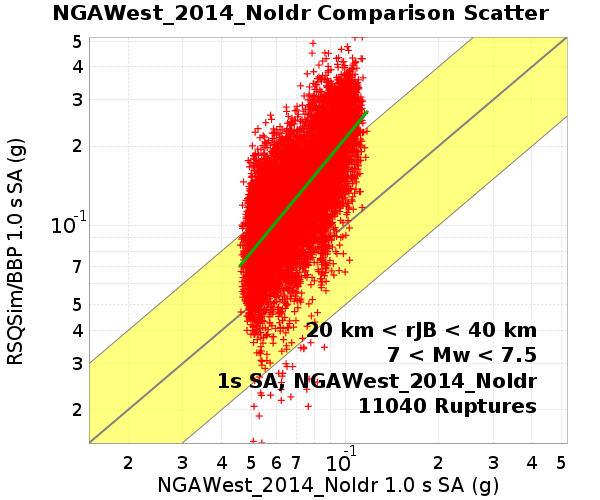 NGAWest_2014_NoIdr Comparison Scatter
RSQSim/BBP 1.0 s SA (g)
5
4
3
2
10-1
7
5
4
3
2
20 km < rJB < 40 km
7 < Mw < 7.5
1s SA, NGAWest_2014_NoIdr
11040 Ruptures
2 3 4 5 6 7 10-1 2 3 4 5
NGAWest_2014_NoIdr 1.0 s SA (g)